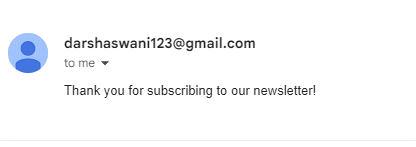 darshaswani123@gmail.com
to me
Thank you for subscribing to our newsletter!